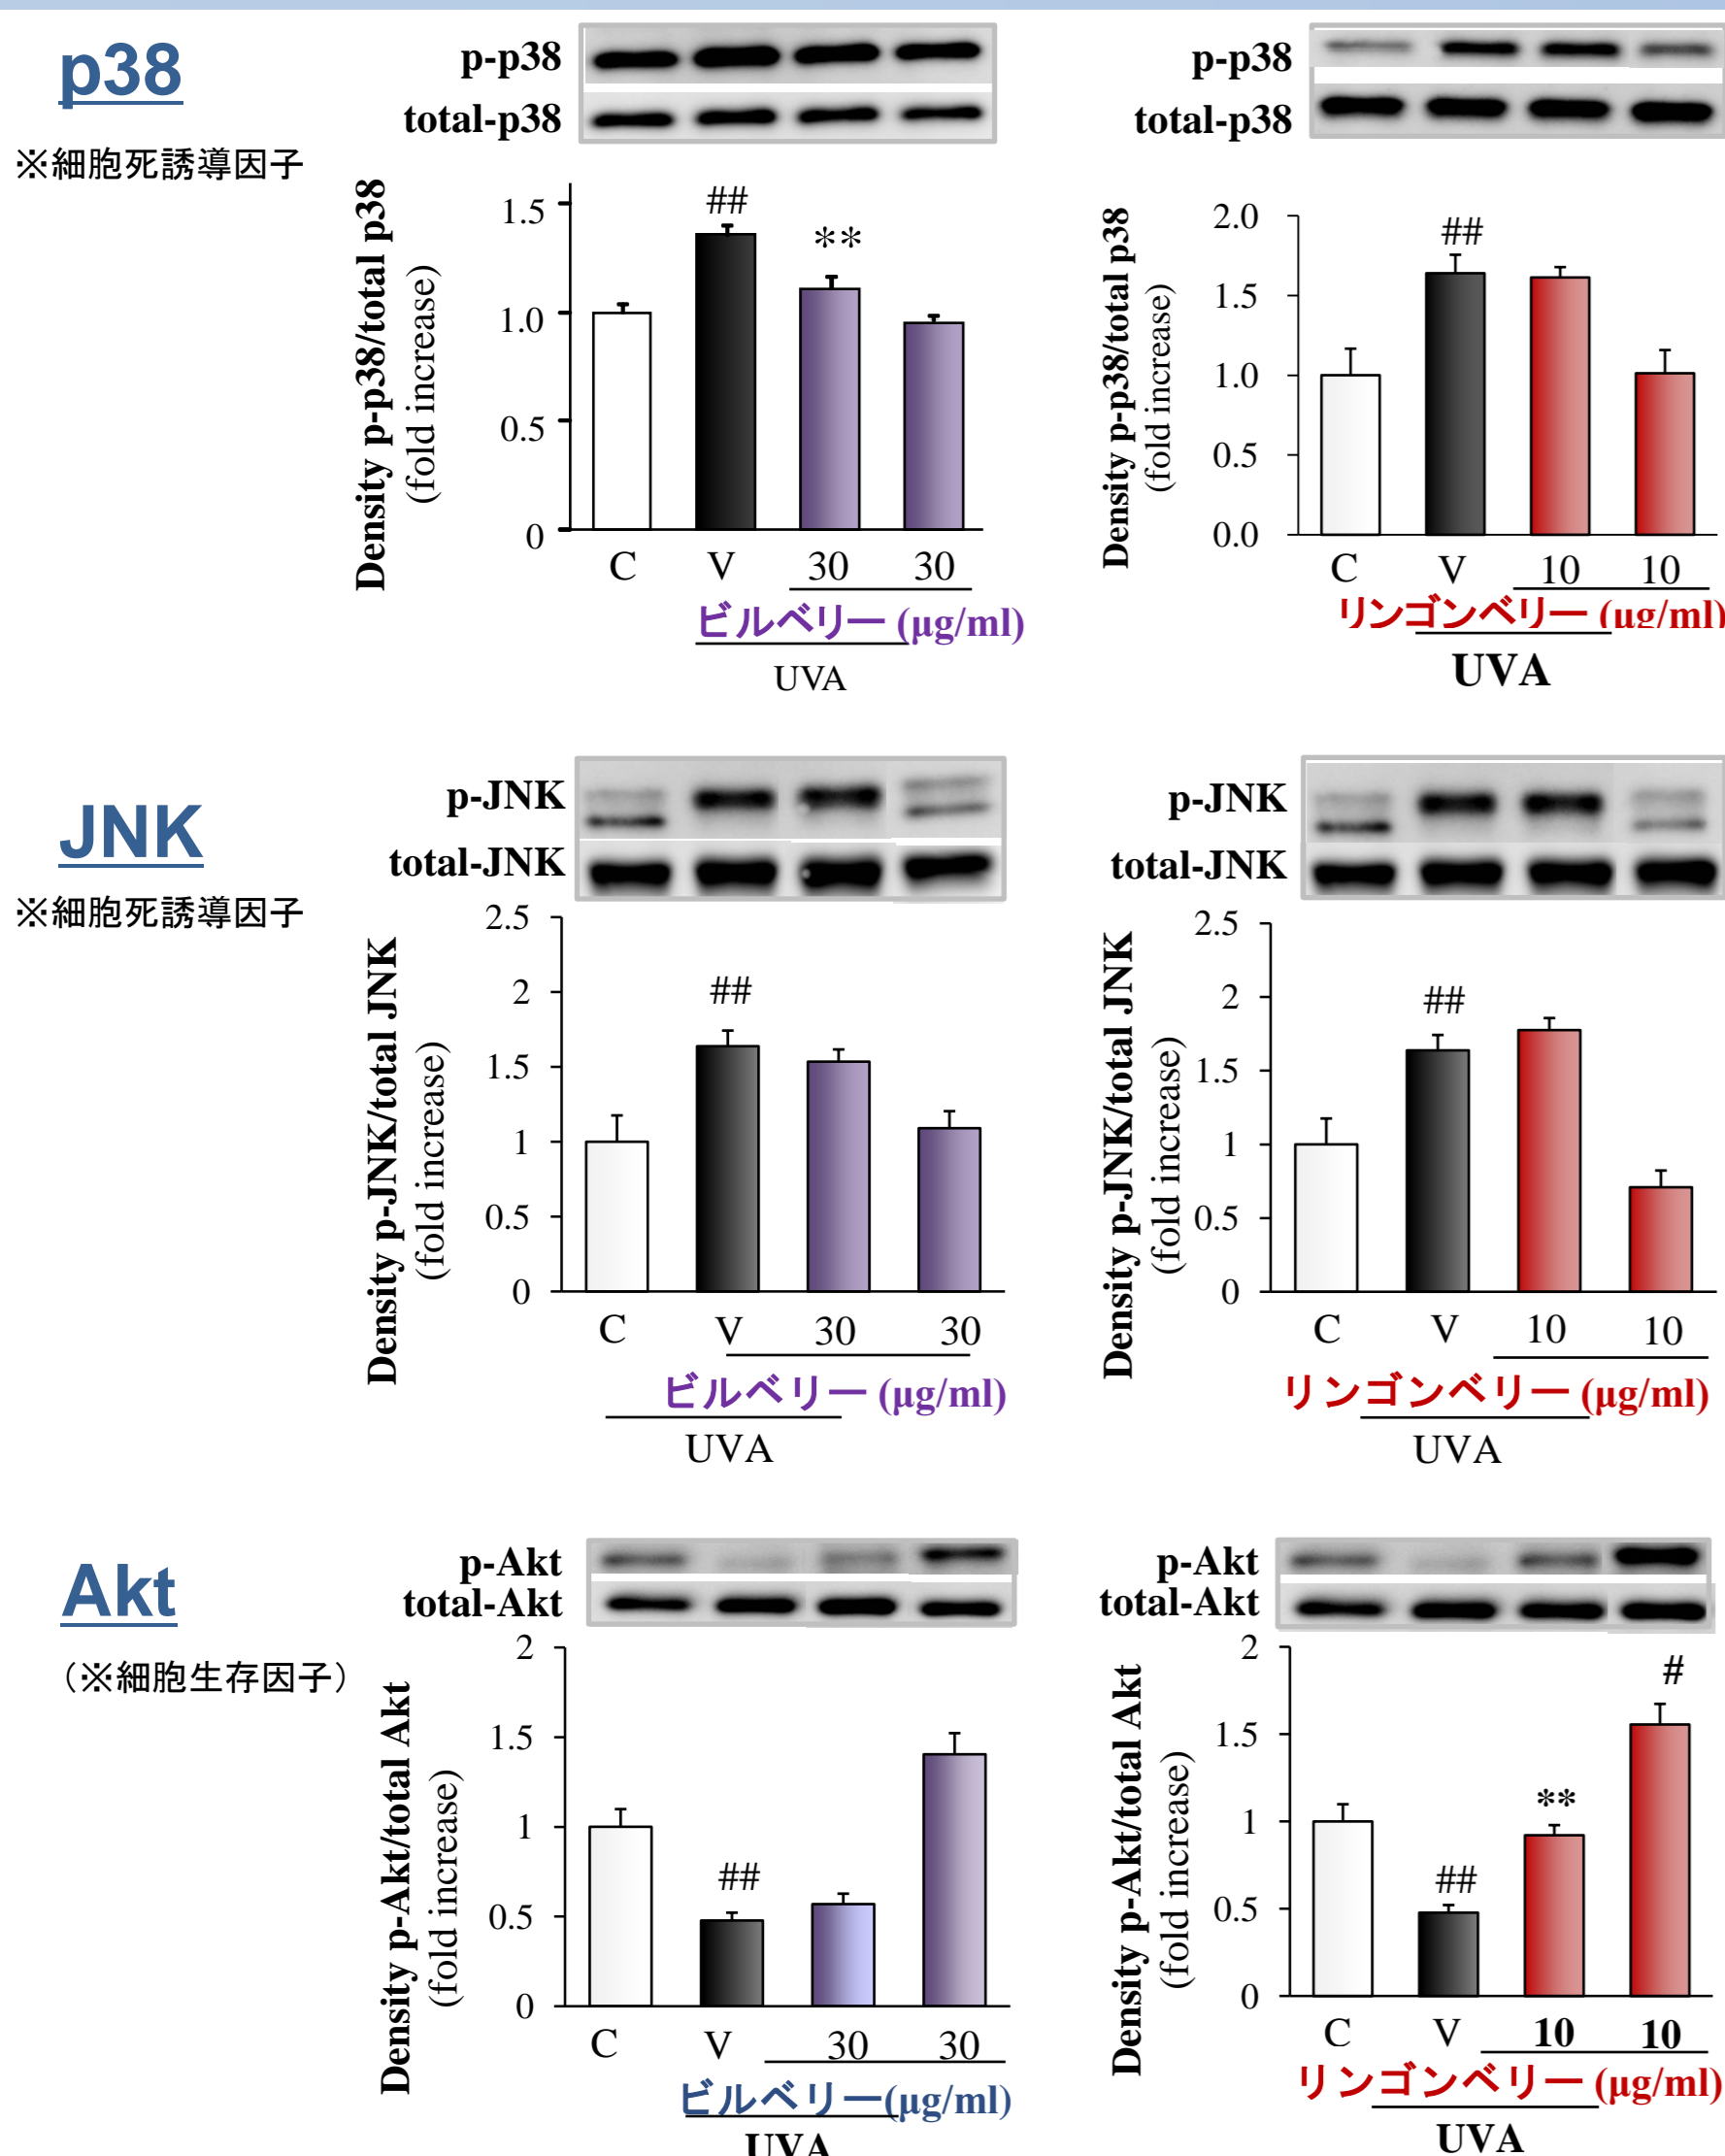 p38
※細胞死誘導因子
p-p38
total-p38
Density p-p38/total p38
(fold increase)
1.5
1.0
0.5
0
##
**
C V 30 30
ビルベリー (μg/ml)
UVA
p-p38
total-p38
Density p-p38/total p38
(fold increase)
2.0
1.5
1.0
0.5
0.0
##
C V 10 10
リンゴンベリー (μg/ml)
UVA
JNK
※細胞死誘導因子
p-JNK
total-JNK
Density p-JNK/total JNK
(fold increase)
2.5
2
1.5
1
0.5
0
##
C V 30 30
ビルベリー (μg/ml)
UVA
p-JNK
total-JNK
Density p-JNK/total JNK
(fold increase)
2.5
2
1.5
1
0.5
0
##
C V 10 10
リンゴンベリー (μg/ml)
UVA
Akt
(※細胞生存因子)
p-Akt
total-Akt
Density p-Akt/total Akt
(fold increase)
2
1.5
1
0.5
0
##
C V 30 30
ビルベリー(μg/ml)
UVA
p-Akt
total-Akt
Density p-Akt/total Akt
(fold increase)
2
1.5
1
0.5
0
##
**
#
C V 10 10
リンゴンベリー (μg/ml)
UVA